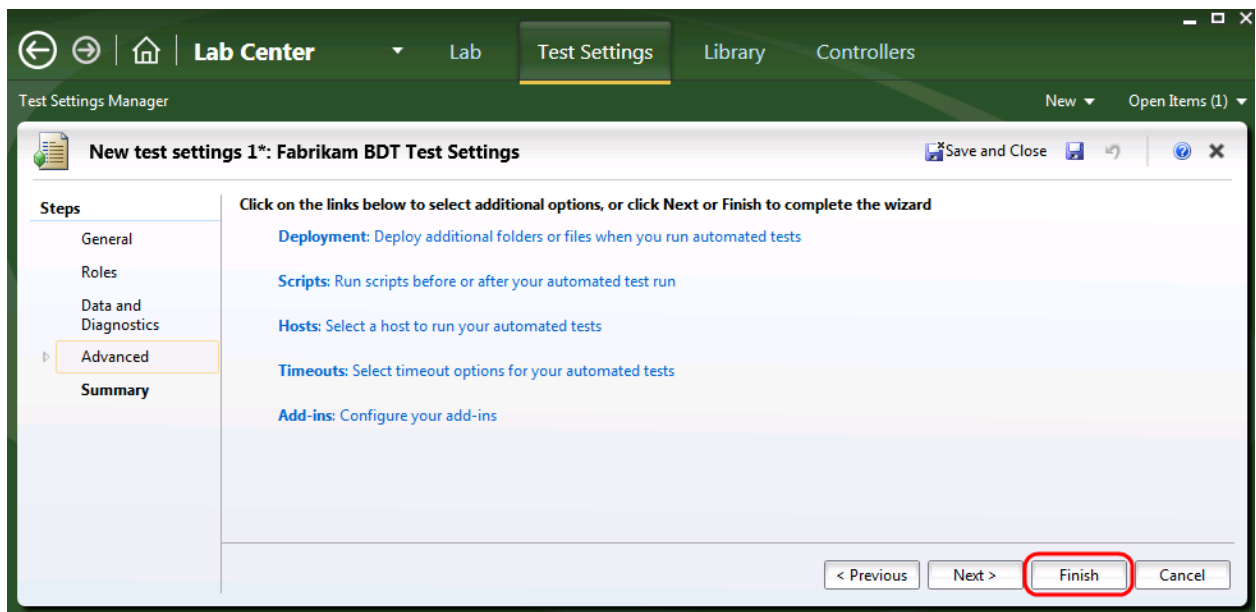 Lab Center Lab Test Settings Library Controllers
Test Settings Manager New Open Items (1)
New test settings 1*: Fabrikam BDT Test Settings Save and Close
Steps
General
Roles
Data and
Diagnostics
Advanced
Summary
Click on the links below to select additional options, or click Next or Finish to complete the wizard
Deployment: Deploy additional folders or files when you run automated tests
Scripts: Run scripts before or after your automated test run
Hosts: Select a host to run your automated tests
Timeouts: Select timeout options for your automated tests
Add-ins: Configure your add-ins
< Previous Next > Finish Cancel